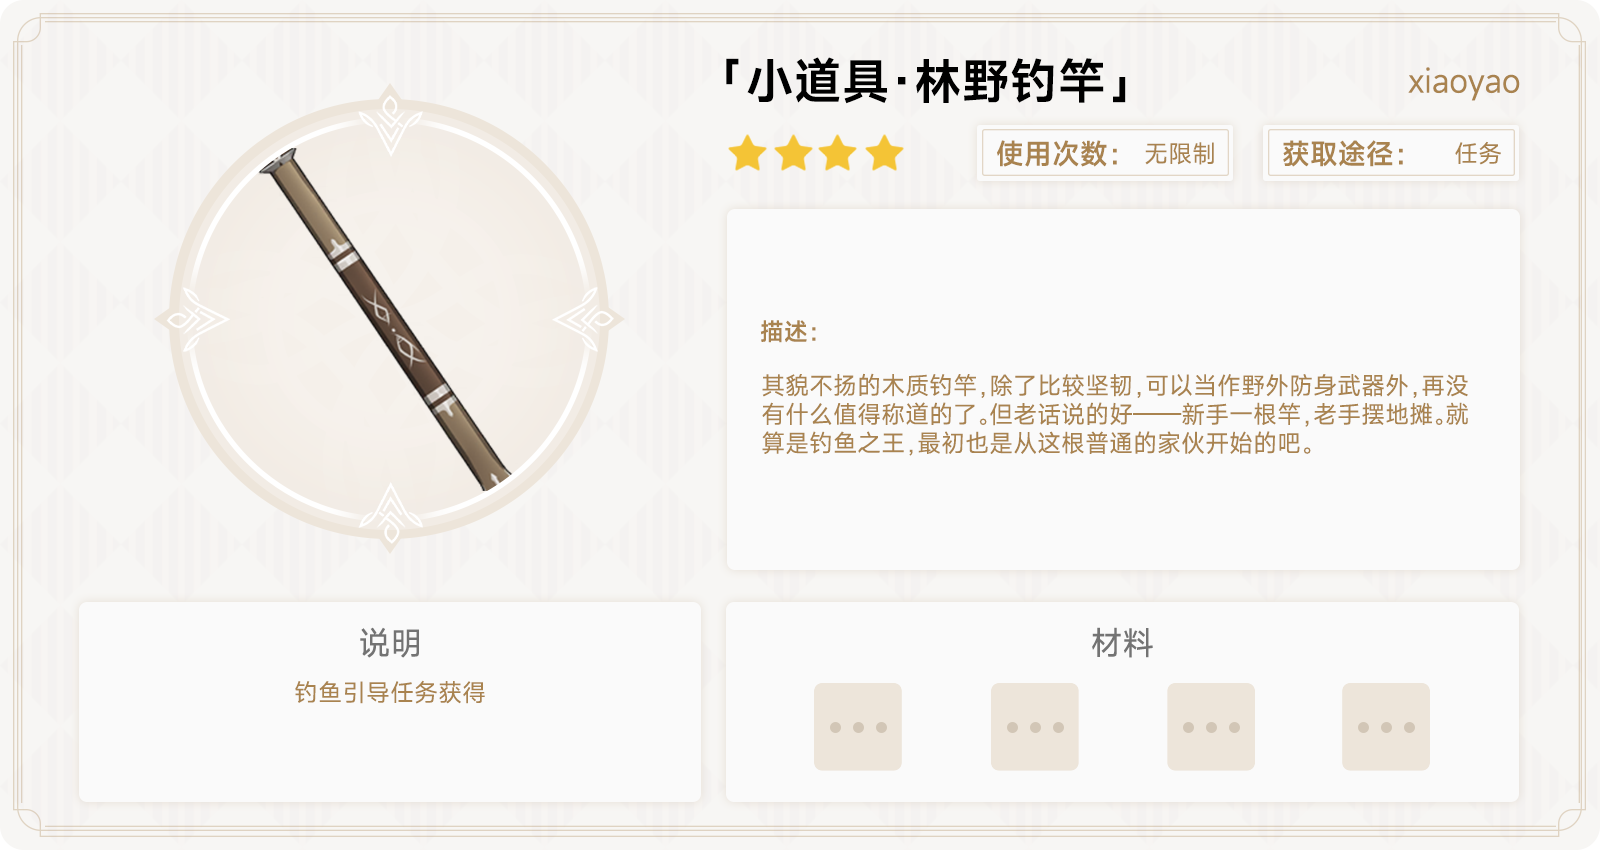 「小道具·林野钓竿」
xiaoyao
使用次数： 无限制
获取途径： 任务
描述：
其貌不扬的木质钓竿，除了比较坚韧，可以当作野外防身武器外，再没
有什么值得称道的了。但老话说的好——新手一根竿，老手摆地摊。就
算是钓鱼之王，最初也是从这根普通的家伙开始的吧。
说明
钓鱼引导任务获得
材料